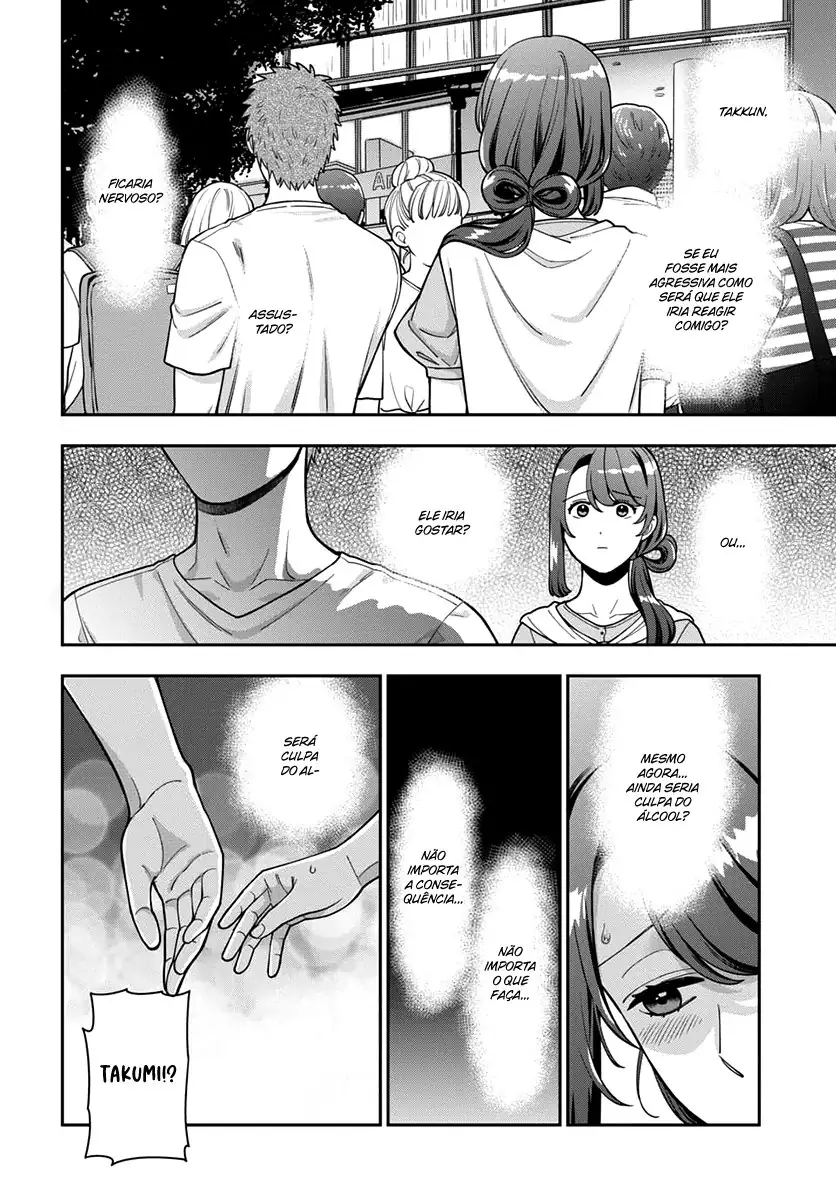 TAKKUN,
SE EU
FOSSE MAIS
AGRESSIVA COMO
SERÁ QUE ELE
IRIA REAGIR
COMIGO?
FICARIA
NERVOSO?
ASSUS-
TADO?
OU...
ELE IRIA
GOSTAR?
MESMO
AGORA...
AINDA SERIA
CULPA DO
ÁLCOOL?
NÃO
IMPORTA
O QUE
FAÇA...
NÃO
IMPORTA
A CONSE-
QUÊNCIA...
SERÁ
CULPA
DO AL-
TAKUMI!?